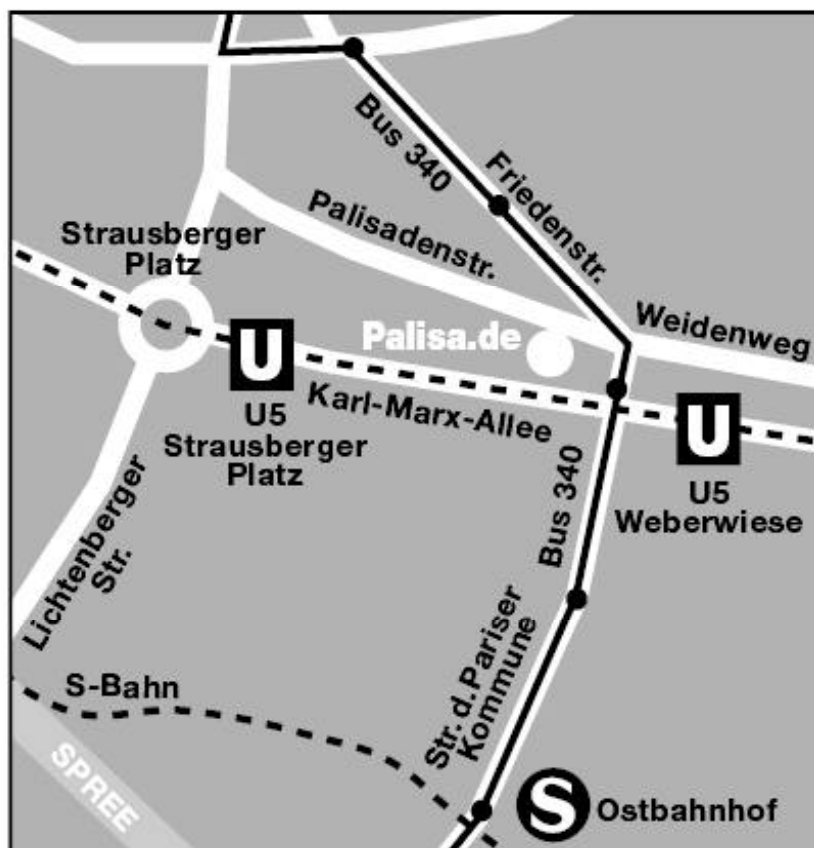 Bus 340
Friedenstr.
Palisadenstr.
Strausberger
Platz
Weidenweg
Palisa.de
U
U5
Strausberger
Platz
Karl-Marx-Allee
U
U5
Weberwiese
Bus 340
Lichtenberger
Str.
Str. d. Pariser
Kommune
S-Bahn
SPREE
S
Ostbahnhof